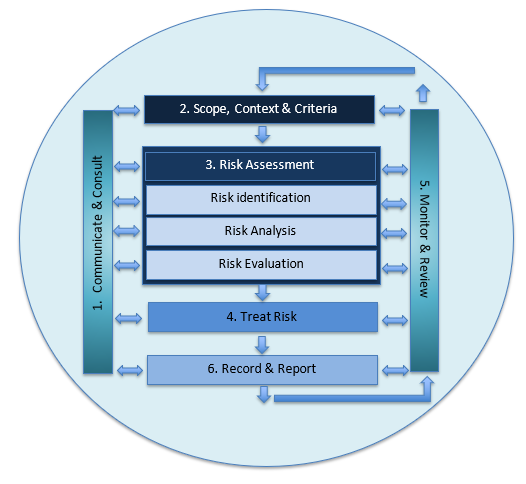 2. Scope, Context & Criteria
1. Communicate & Consult
3. Risk Assessment
Risk identification
Risk Analysis
Risk Evaluation
5. Monitor & Review
4. Treat Risk
6. Record & Report